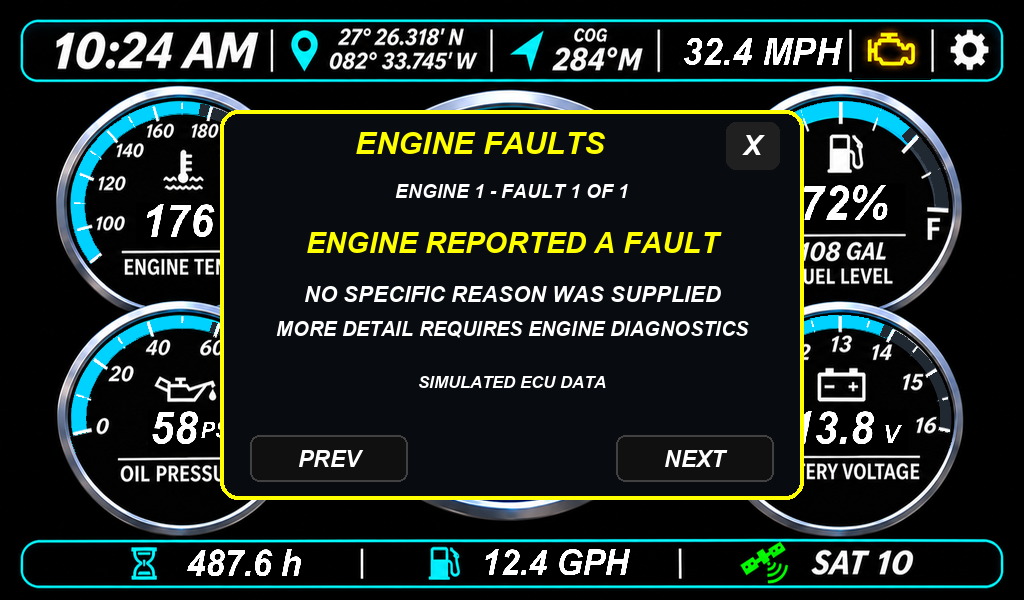 10:24 AM
27° 26.318' N
082° 33.745' W
COG
284°M
32.4 MPH
ENGINE FAULTS
X
ENGINE 1 - FAULT 1 OF 1
ENGINE REPORTED A FAULT
NO SPECIFIC REASON WAS SUPPLIED
MORE DETAIL REQUIRES ENGINE DIAGNOSTICS
SIMULATED ECU DATA
PREV
NEXT
100
120
140
160
180
176
ENGINE TEM
72%
F
108 GAL
UEL LEVEL
0
20
40
60
58 PS
OIL PRESSU
12
13
14
15
16
13.8 V
ERY VOLTAGE
487.6 h
12.4 GPH
SAT 10